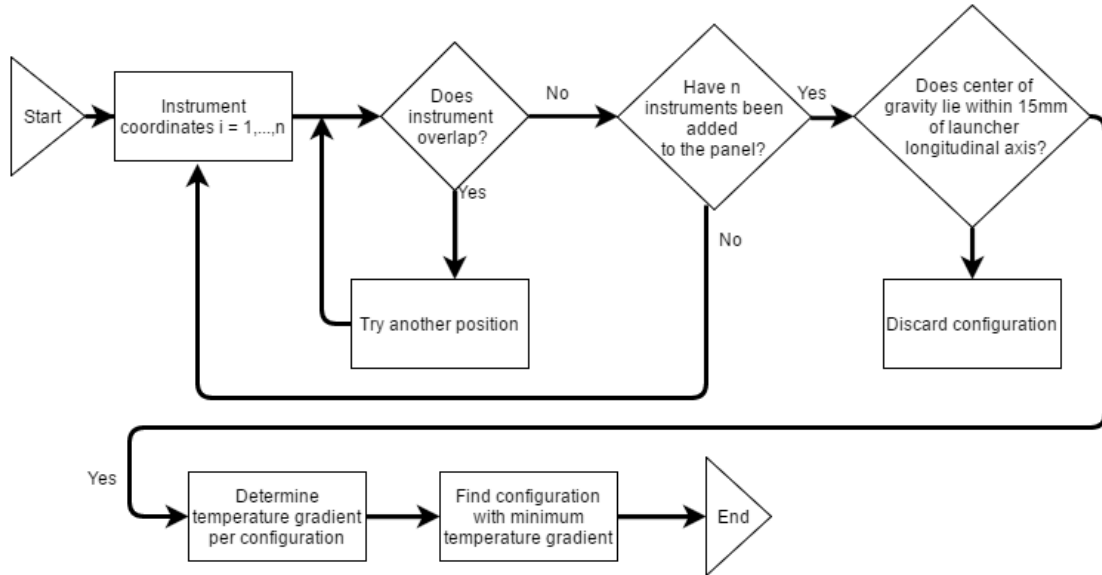 Start
Instrument
coordinates i = 1,...,n
Does
instrument
overlap?
No
Have n
instruments been
added
to the panel?
Yes
Does center of
gravity lie within 15mm
of launcher
longitudinal axis?
Yes
No
Try another position
Discard configuration
Yes
Determine
temperature gradient
per configuration
Find configuration
with minimum
temperature gradient
End